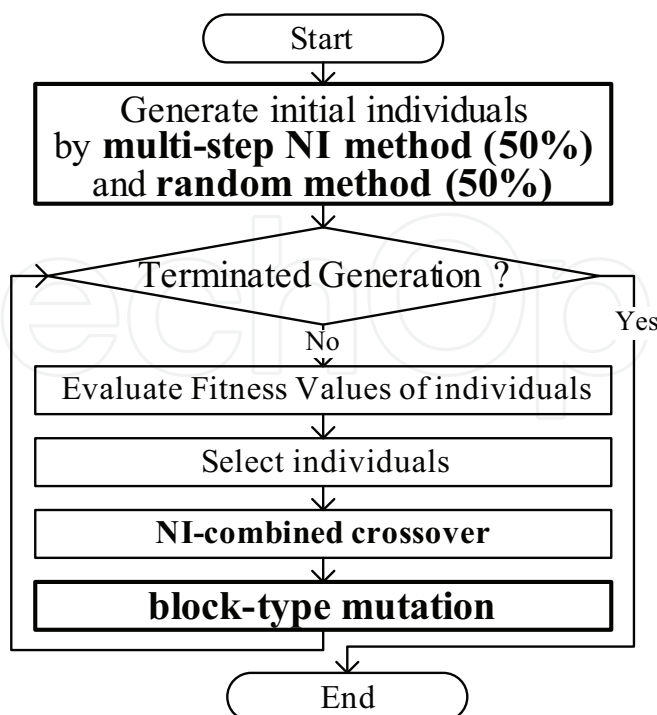 Start
Generate initial individuals
by multi-step NI method (50%)
and random method (50%)
Terminated Generation ?
Yes
No
Evaluate Fitness Values of individuals
Select individuals
NI-combined crossover
block-type mutation
End
echOp